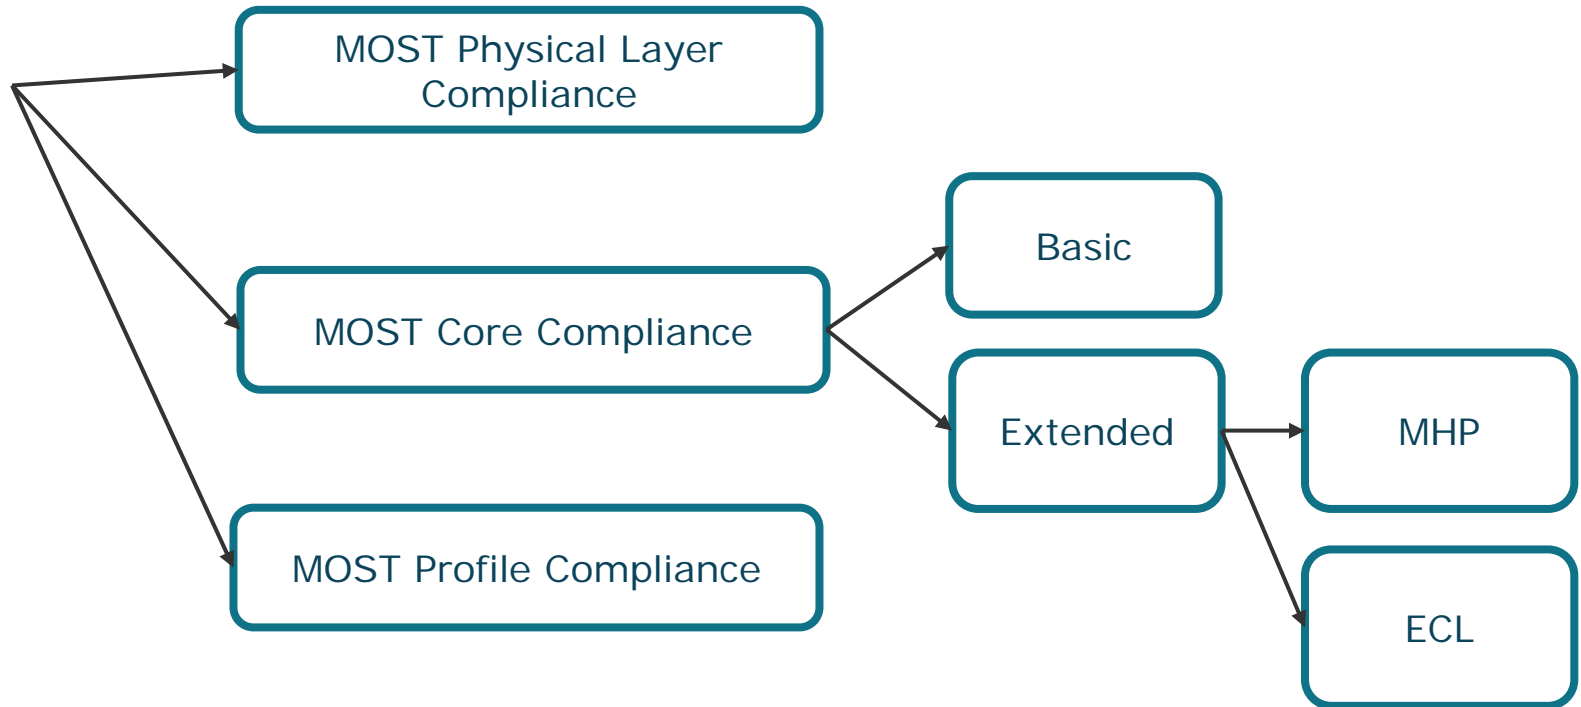 MOST Physical Layer
Compliance
Basic
MOST Core Compliance
Extended
MHP
MOST Profile Compliance
ECL